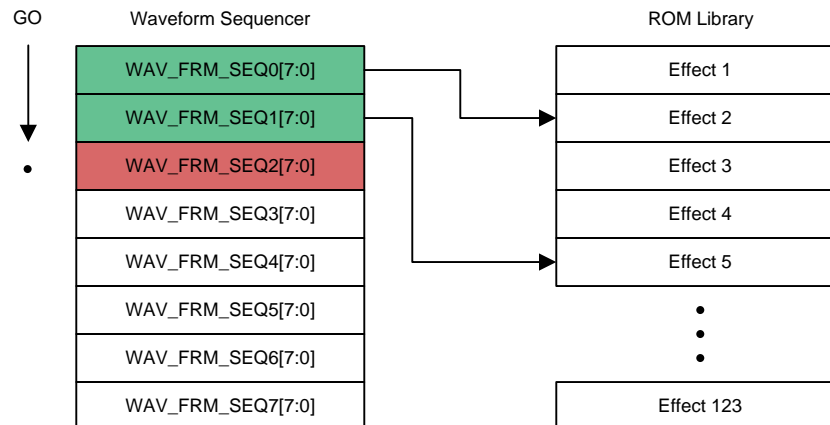 GO
Waveform Sequencer
ROM Library
WAV_FRM_SEQ0[7:0]
WAV_FRM_SEQ1[7:0]
WAV_FRM_SEQ2[7:0]
WAV_FRM_SEQ3[7:0]
WAV_FRM_SEQ4[7:0]
WAV_FRM_SEQ5[7:0]
WAV_FRM_SEQ6[7:0]
WAV_FRM_SEQ7[7:0]
Effect 1
Effect 2
Effect 3
Effect 4
Effect 5
Effect 123